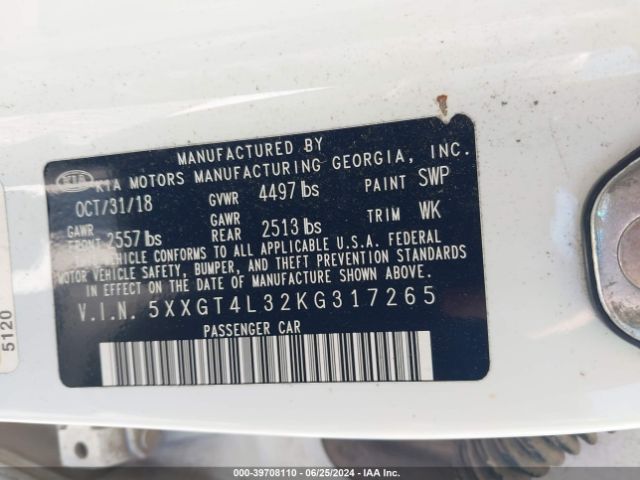 MANUFACTURED BY
KIA KIA MOTORS MANUFACTURING GEORGIA, INC.
OCT/31/18 GVWR 4497 lbs PAINT SWP
GAWR FRONT 2557 lbs GAWR REAR 2513 lbs TRIM WK
THIS VEHICLE CONFORMS TO ALL APPLICABLE U.S.A. FEDERAL
MOTOR VEHICLE SAFETY, BUMPER, AND THEFT PREVENTION STANDARDS
IN EFFECT ON THE DATE OF MANUFACTURE SHOWN ABOVE.
V.I.N. 5XXGT4L32KG317265
PASSENGER CAR
5120
000-39708110 - 06/25/2024 - IAA Inc.